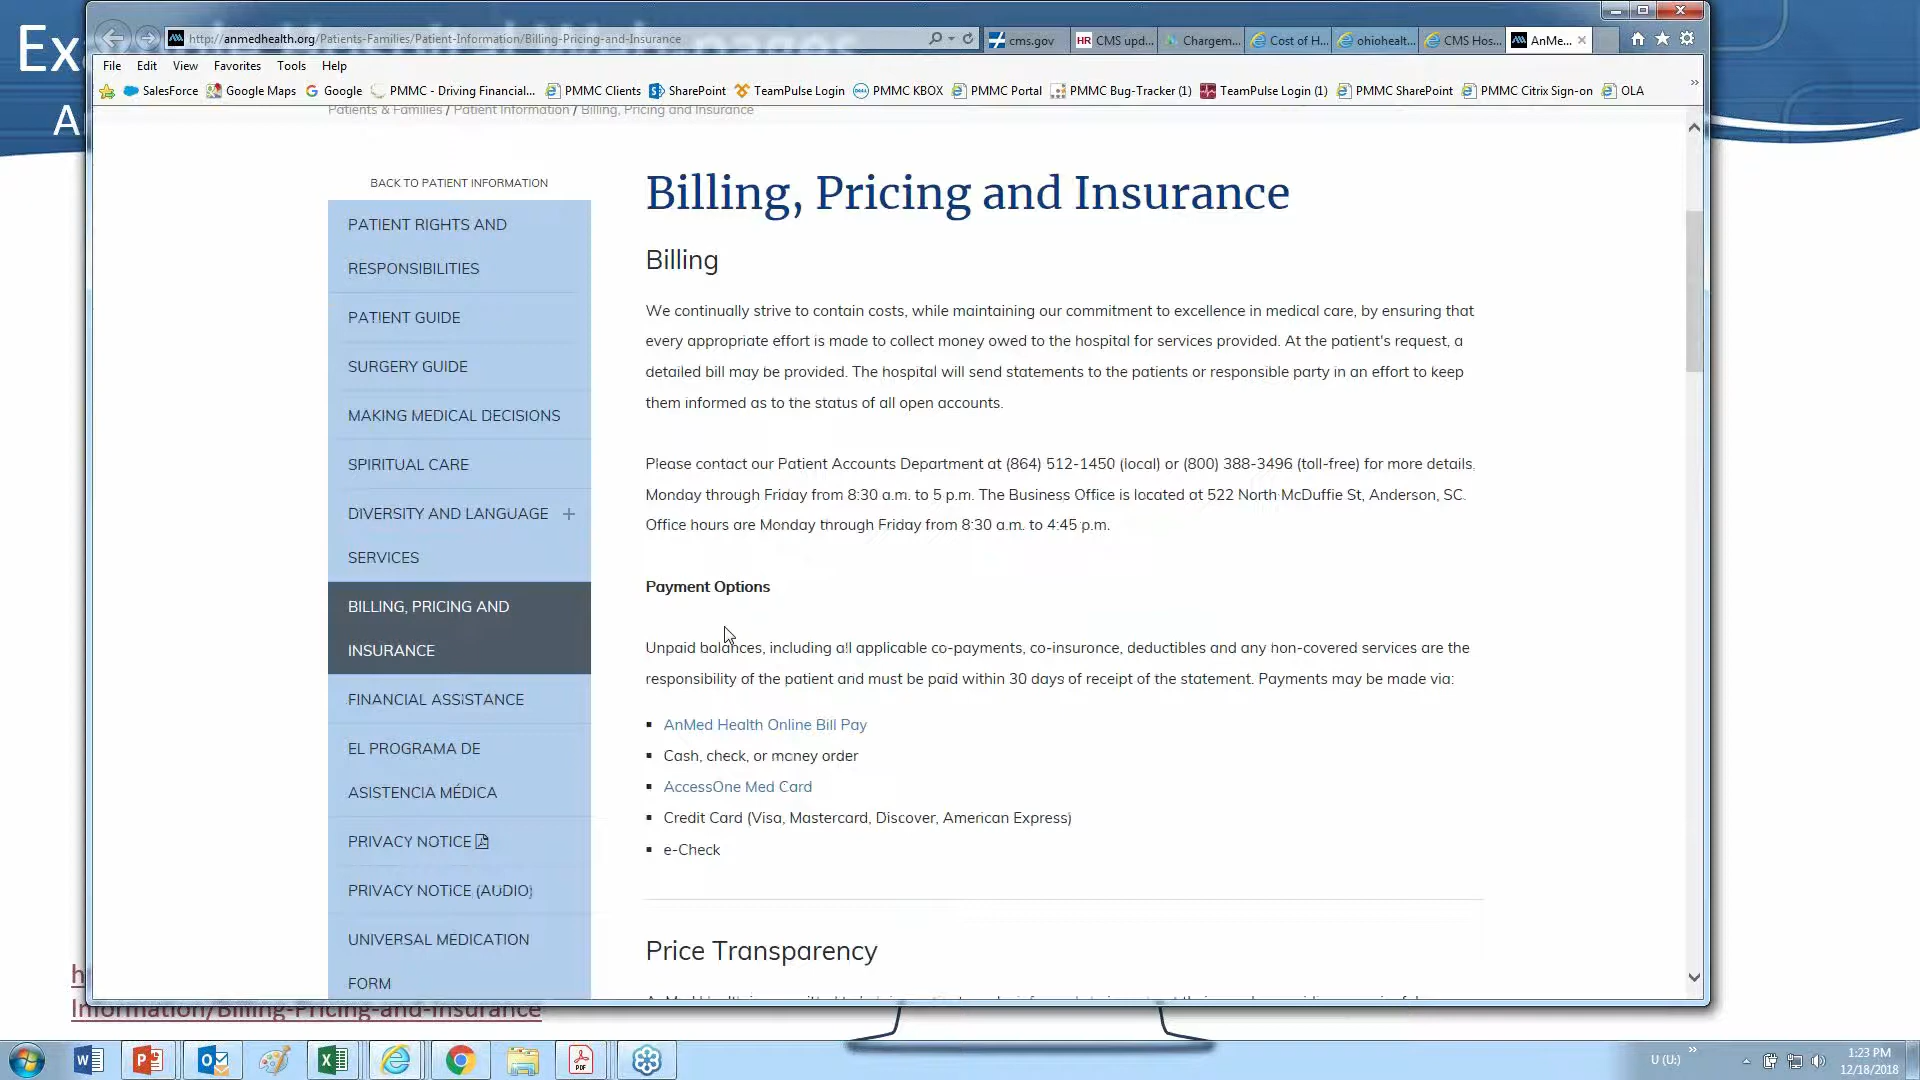 Ex
A
http://anmedhealth.org/Patients-Families/Patient-Information/Billing-Pricing-and-Insurance
cms.gov
HR CMS upd...
Chargem...
Cost of H...
ohiohealt...
CMS Hos...
AnMe...
File Edit View Favorites Tools Help
SalesForce
Google Maps
Google
PMMC - Driving Financial...
PMMC Clients
SharePoint
TeamPulse Login
PMMC KBOX
PMMC Portal
PMMC Bug-Tracker (1)
TeamPulse Login (1)
PMMC SharePoint
PMMC Citrix Sign-on
OLA
Patients & Families / Patient Information / Billing, Pricing and Insurance
BACK TO PATIENT INFORMATION
PATIENT RIGHTS AND
RESPONSIBILITIES
PATIENT GUIDE
SURGERY GUIDE
MAKING MEDICAL DECISIONS
SPIRITUAL CARE
DIVERSITY AND LANGUAGE +
SERVICES
BILLING, PRICING AND
INSURANCE
FINANCIAL ASSISTANCE
EL PROGRAMA DE
ASISTENCIA MÉDICA
PRIVACY NOTICE
PRIVACY NOTICE (AUDIO)
UNIVERSAL MEDICATION
FORM
Billing, Pricing and Insurance
Billing
We continually strive to contain costs, while maintaining our commitment to excellence in medical care, by ensuring that
every appropriate effort is made to collect money owed to the hospital for services provided. At the patient's request, a
detailed bill may be provided. The hospital will send statements to the patients or responsible party in an effort to keep
them informed as to the status of all open accounts.
Please contact our Patient Accounts Department at (864) 512-1450 (local) or (800) 388-3496 (toll-free) for more details.
Monday through Friday from 8:30 a.m. to 5 p.m. The Business Office is located at 522 North McDuffie St, Anderson, SC.
Office hours are Monday through Friday from 8:30 a.m. to 4:45 p.m.
Payment Options
Unpaid balances, including all applicable co-payments, co-insurance, deductibles and any non-covered services are the
responsibility of the patient and must be paid within 30 days of receipt of the statement. Payments may be made via:
AnMed Health Online Bill Pay
Cash, check, or money order
AccessOne Med Card
Credit Card (Visa, Mastercard, Discover, American Express)
e-Check
Price Transparency
h
Information/Billing-Pricing-and-Insurance
U (U:)
1:23 PM
12/18/2018